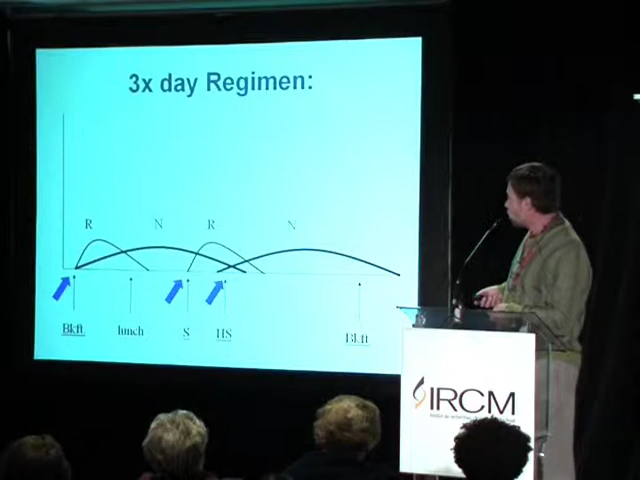 3x day Regimen:
R N R N
Bkft lunch S HS Bkft
IRCM